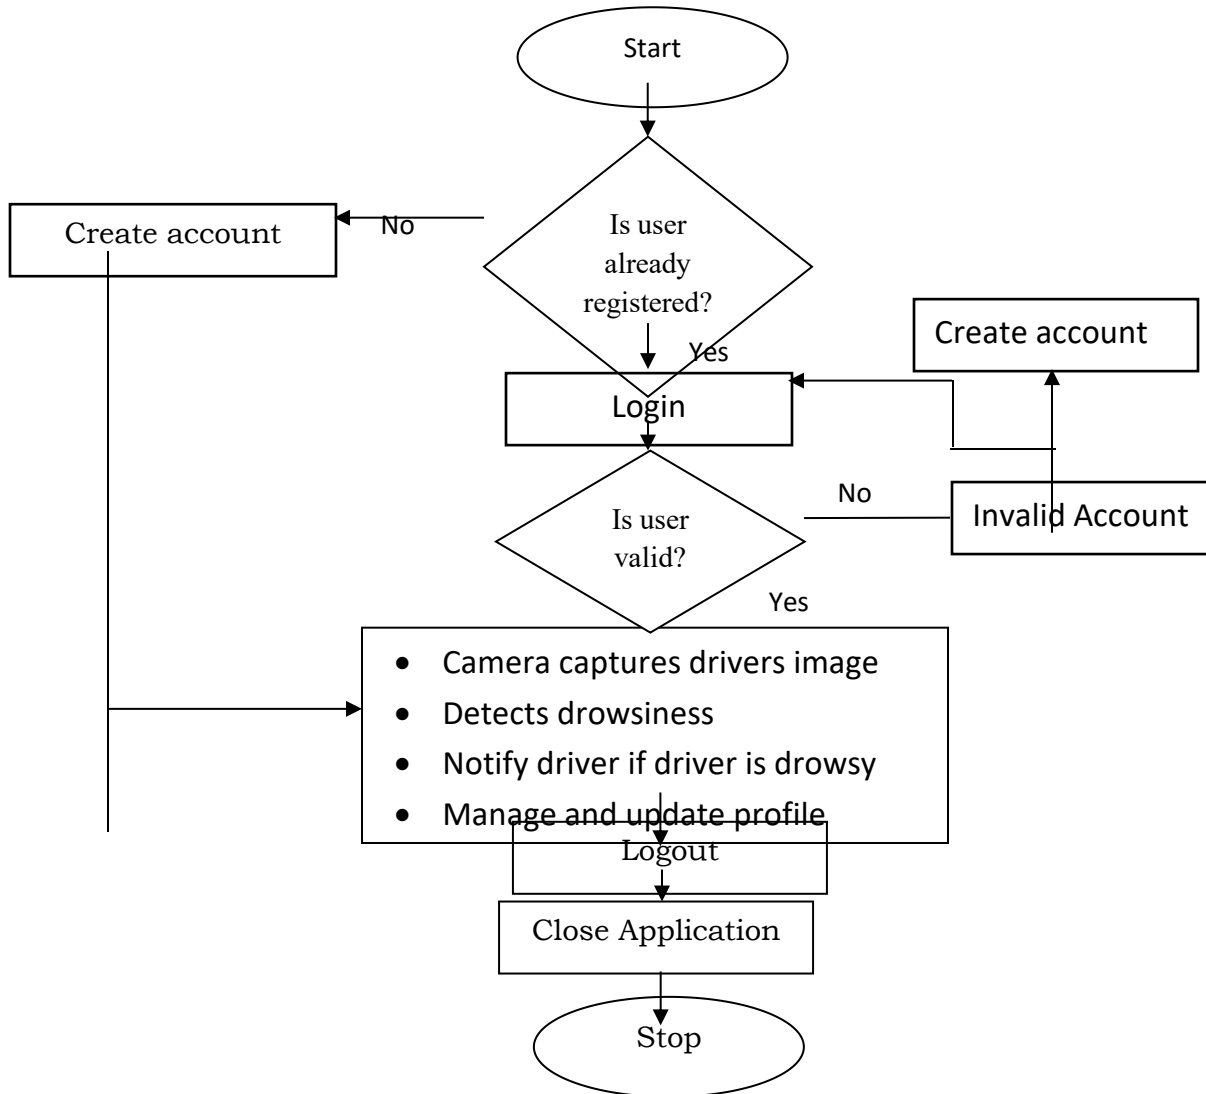 Start
Create account
No
Is user
already
registered?
Create account
Yes
Login
No
Invalid Account
Is user
valid?
Yes
• Camera captures drivers image
• Detects drowsiness
• Notify driver if driver is drowsy
• Manage and update profile
Logout
Close Application
Stop